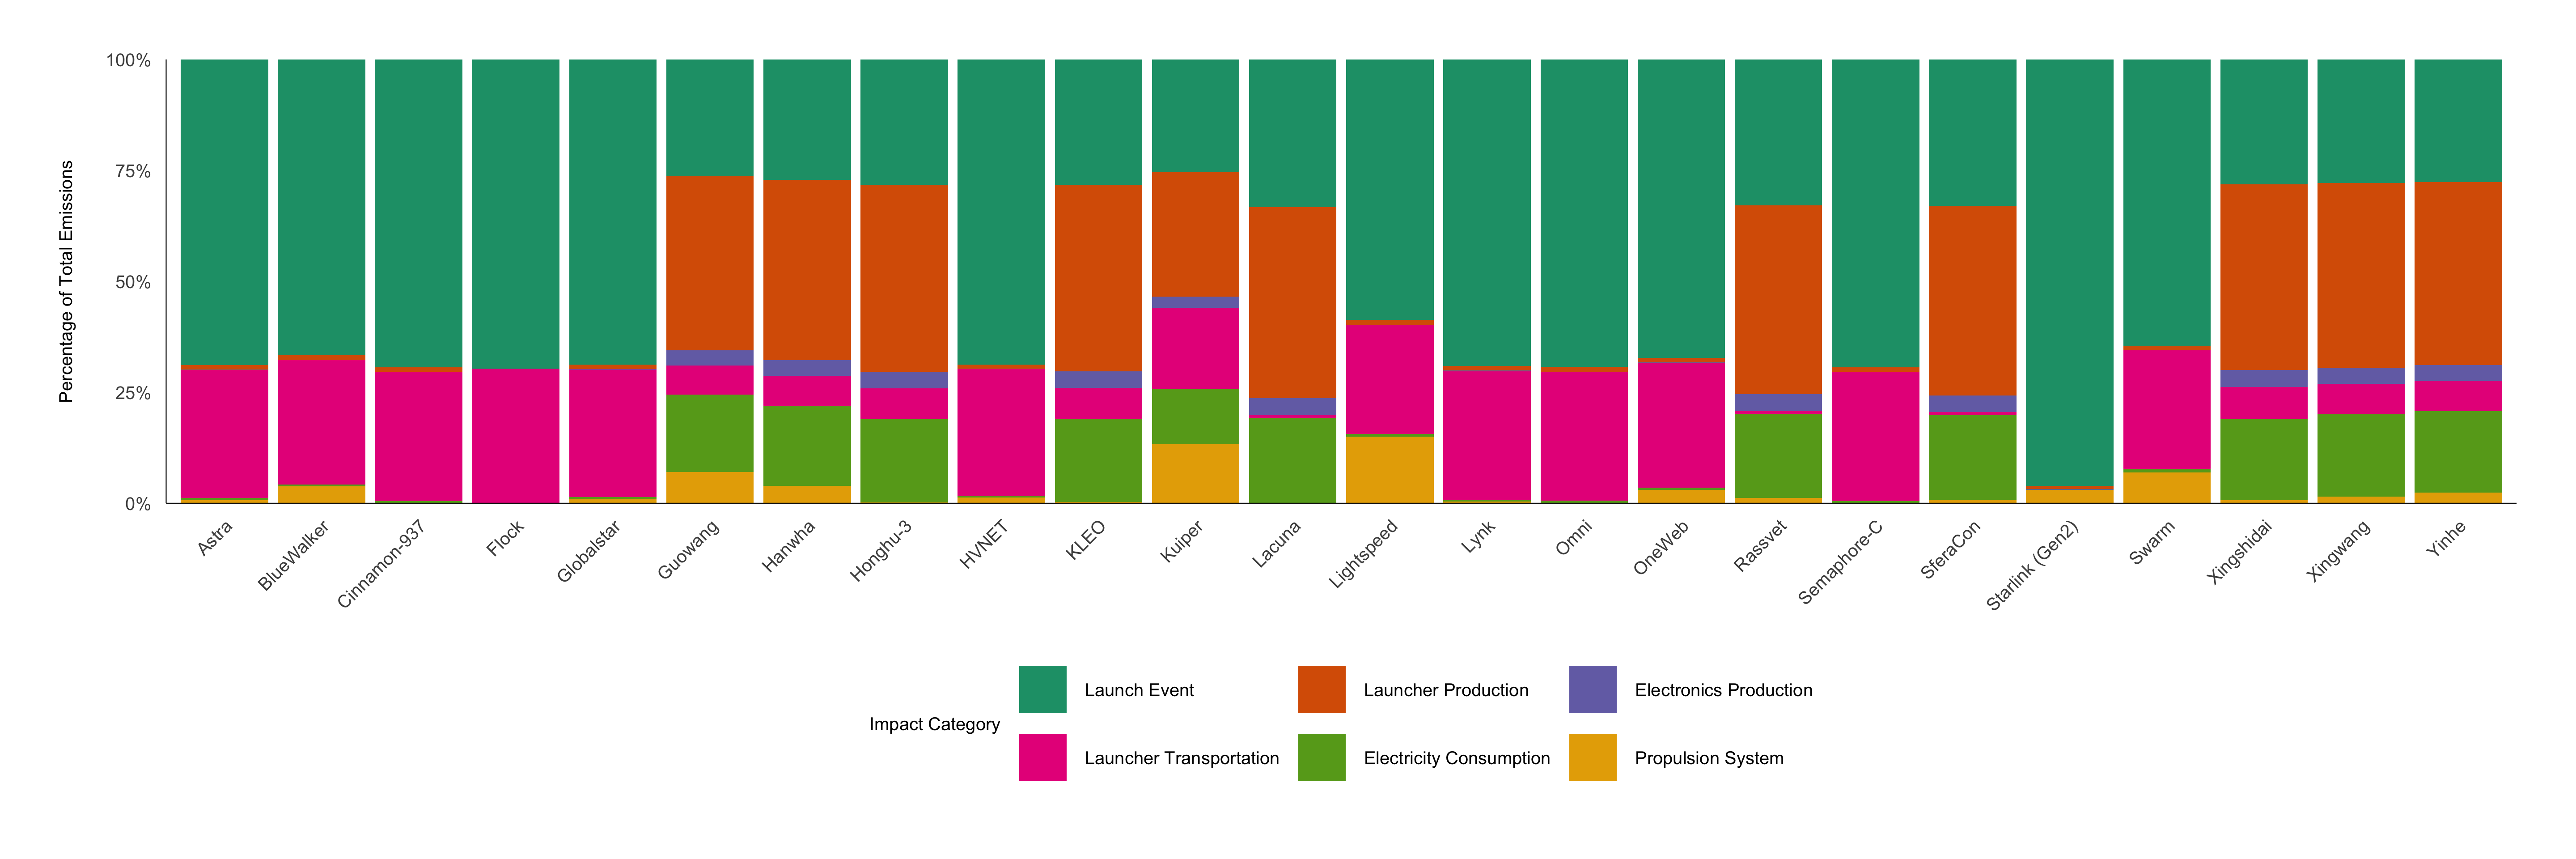 Percentage of Total Emissions
100%
75%
50%
25%
0%
Astra
BlueWalker
Cinnamon-937
Flock
Globalstar
Guowang
Hanwha
Honghu-3
HVNET
KLEO
Kuiper
Lacuna
Lightspeed
Lynk
Omni
OneWeb
Rassvet
Semaphore-C
SferaCon
Starlink (Gen2)
Swarm
Xingshidai
Xingwang
Yinhe
Impact Category
Launch Event
Launcher Production
Electronics Production
Launcher Transportation
Electricity Consumption
Propulsion System